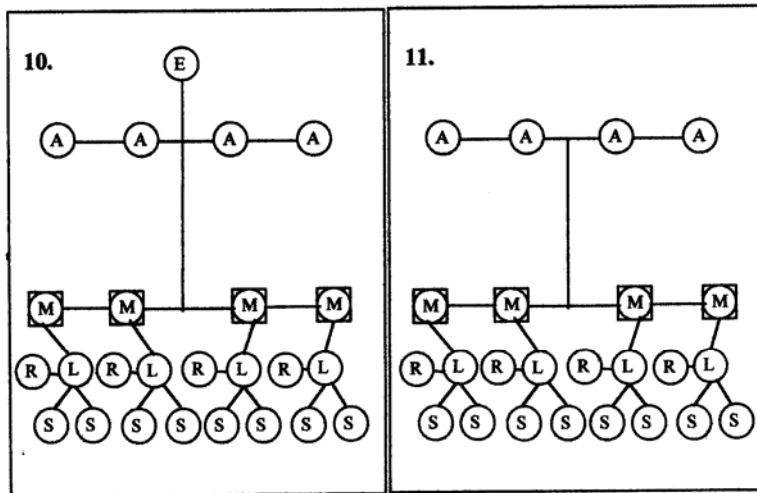 10.
E
A A A A
M M M M
R L R L R L R L
S S S S S S S S
11.
A A A A
M M M M
R L R L R L R L
S S S S S S S S